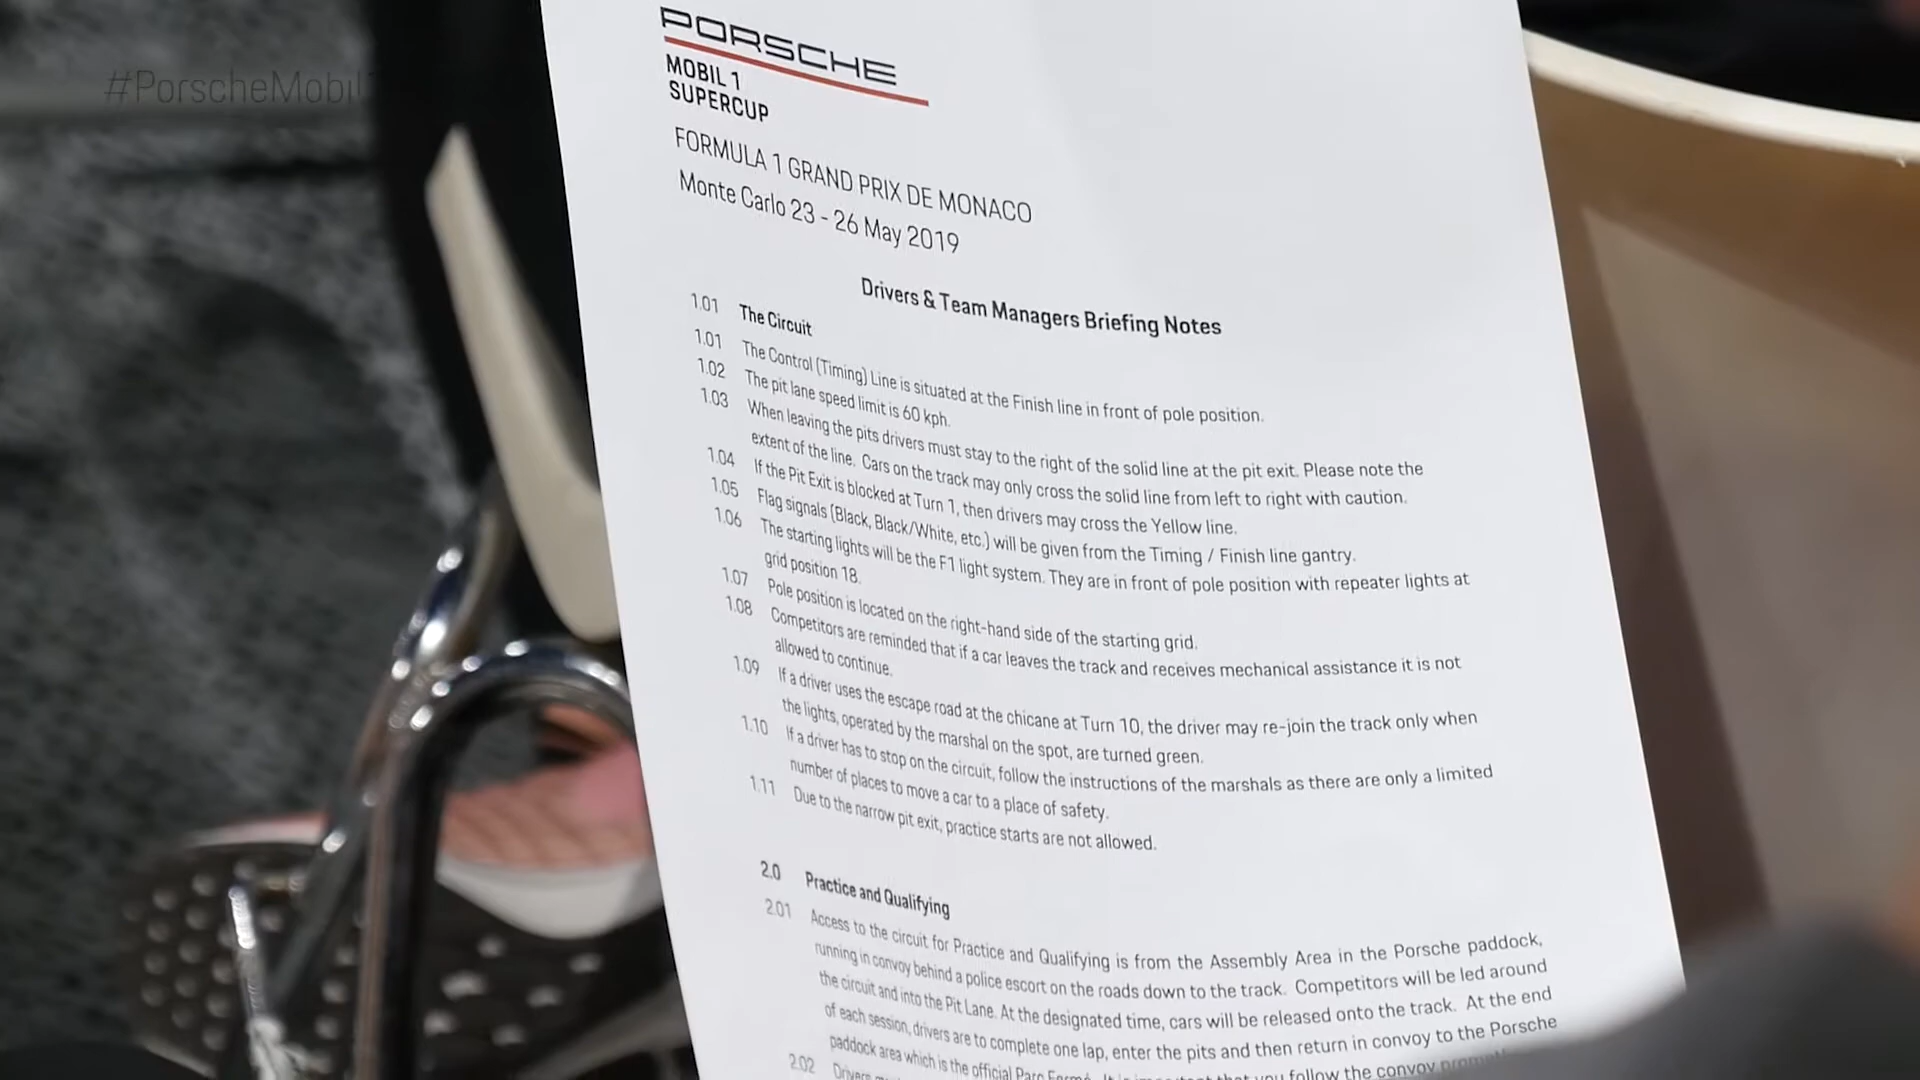 #PorscheMobil
PORSCHE
MOBIL 1
SUPERCUP
FORMULA 1 GRAND PRIX DE MONACO
Monte Carlo 23 - 26 May 2019
Drivers & Team Managers Briefing Notes
1.01 The Circuit
1.01 The Control (Timing) Line is situated at the Finish line in front of pole position.
1.02 The pit lane speed limit is 60 kph.
1.03 When leaving the pits drivers must stay to the right of the solid line at the pit exit. Please note the
extent of the line. Cars on the track may only cross the solid line from left to right with caution.
1.04 If the Pit Exit is blocked at Turn 1, then drivers may cross the Yellow line.
1.05 Flag signals (Black, Black/White, etc.) will be given from the Timing / Finish line gantry.
1.06 The starting lights will be the F1 light system. They are in front of pole position with repeater lights at
grid position 18.
1.07 Pole position is located on the right-hand side of the starting grid.
1.08 Competitors are reminded that if a car leaves the track and receives mechanical assistance it is not
allowed to continue.
1.09 If a driver uses the escape road at the chicane at Turn 10, the driver may re-join the track only when
the lights, operated by the marshal on the spot, are turned green.
1.10 If a driver has to stop on the circuit, follow the instructions of the marshals as there are only a limited
number of places to move a car to a place of safety.
1.11 Due to the narrow pit exit, practice starts are not allowed.
2.0 Practice and Qualifying
2.01 Access to the circuit for Practice and Qualifying is from the Assembly Area in the Porsche paddock,
running in convoy behind a police escort on the roads down to the track. Competitors will be led around
the circuit and into the Pit Lane. At the designated time, cars will be released onto the track. At the end
of each session, drivers are to complete one lap, enter the pits and then return in convoy to the Porsche
paddock area which is the official Parc Fermé. It is important that you follow the convoy
2.02